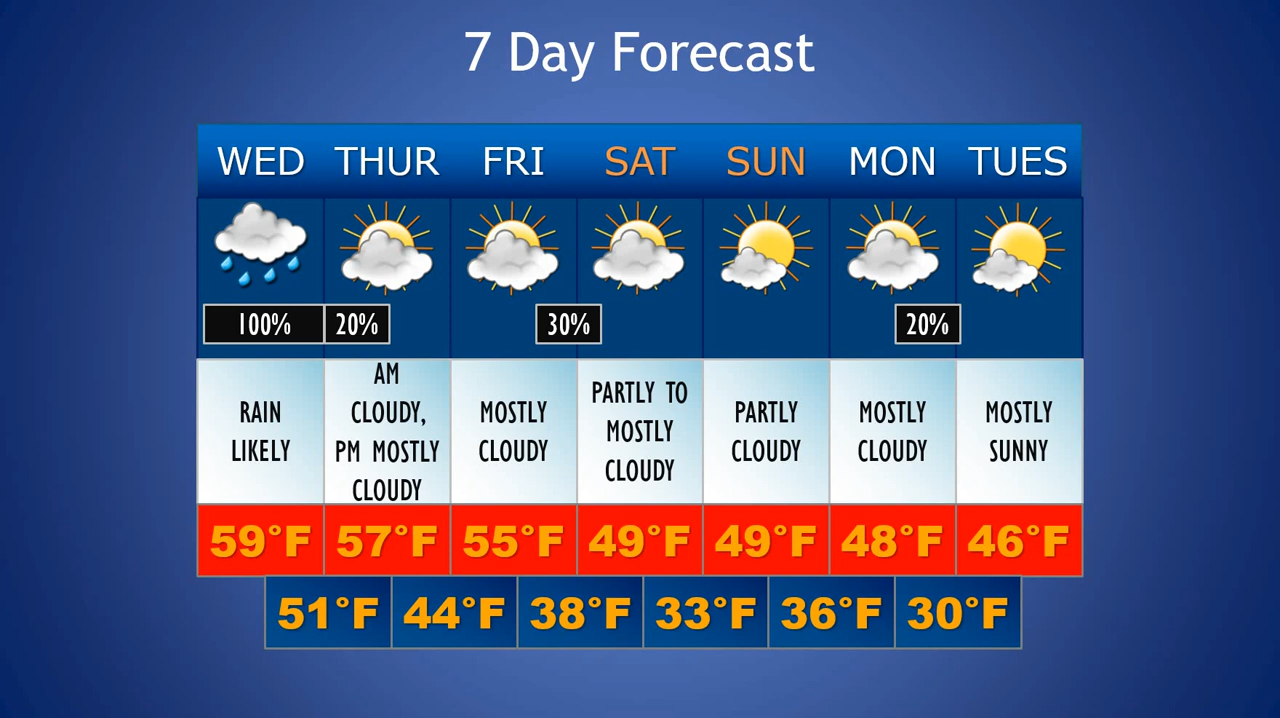 7 Day Forecast
WED THUR FRI SAT SUN MON TUES
100% 20% 30% 20%
RAIN
LIKELY
AM
CLOUDY,
PM MOSTLY
CLOUDY
MOSTLY
CLOUDY
PARTLY TO
MOSTLY
CLOUDY
PARTLY
CLOUDY
MOSTLY
CLOUDY
MOSTLY
SUNNY
59°F 57°F 55°F 49°F 49°F 48°F 46°F
51°F 44°F 38°F 33°F 36°F 30°F